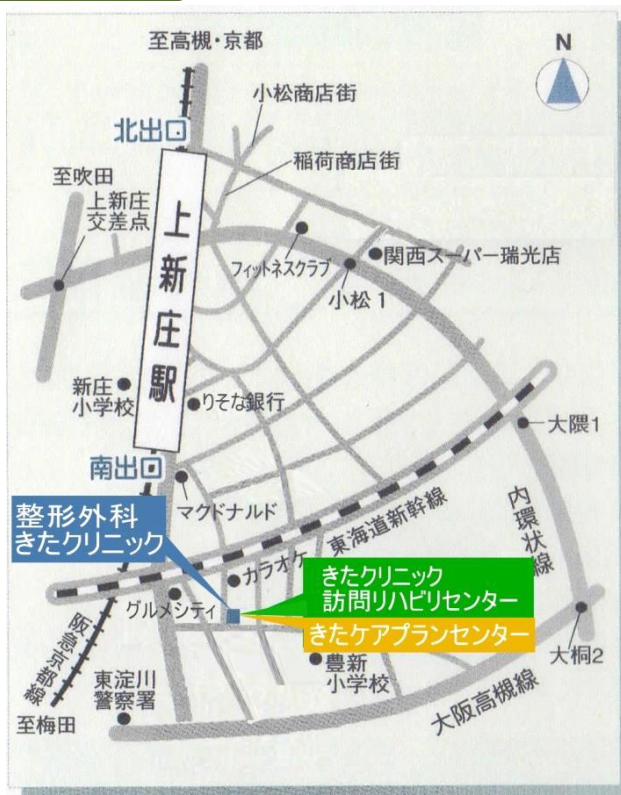 至高槻・京都
N
小松商店街
北出口
稲荷商店街
至吹田
上新庄
交差点
上新庄駅
フィットネスクラブ
関西スーパー瑞光店
小松1
新庄
小学校
りそな銀行
大隈1
南出口
マクドナルド
整形外科
きたクリニック
東海道新幹線
内環状線
カラオケ
きたクリニック
訪問リハビリセンター
グルメシティ
きたケアプランセンター
阪急京都線
豊新
小学校
大桐2
東淀川
警察署
大阪高槻線
至梅田